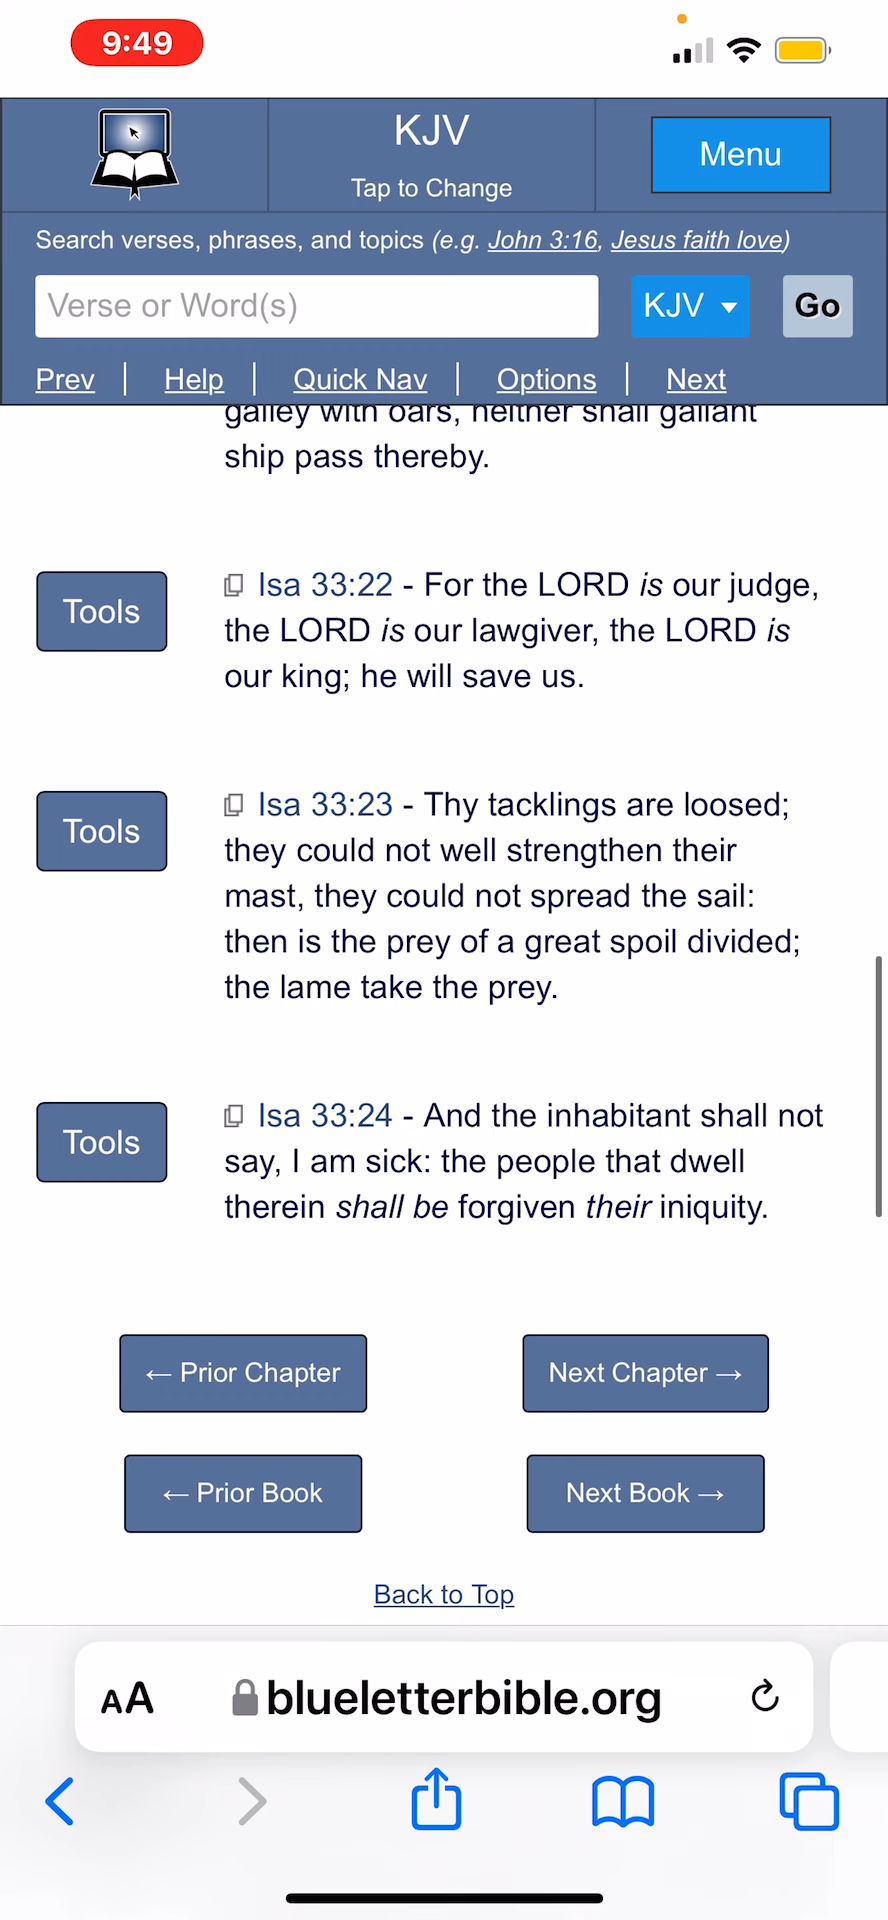 9:49
KJV
Tap to Change
Menu
Search verses, phrases, and topics (e.g. John 3:16, Jesus faith love)
Verse or Word(s)
KJV
Go
Prev | Help | Quick Nav | Options | Next
galley with oars, neither shall gallant
ship pass thereby.
Tools
Isa 33:22 - For the LORD is our judge,
the LORD is our lawgiver, the LORD is
our king; he will save us.
Tools
Isa 33:23 - Thy tacklings are loosed;
they could not well strengthen their
mast, they could not spread the sail:
then is the prey of a great spoil divided;
the lame take the prey.
Tools
Isa 33:24 - And the inhabitant shall not
say, I am sick: the people that dwell
therein shall be forgiven their iniquity.
← Prior Chapter
Next Chapter →
← Prior Book
Next Book →
Back to Top
AA
blueletterbible.org